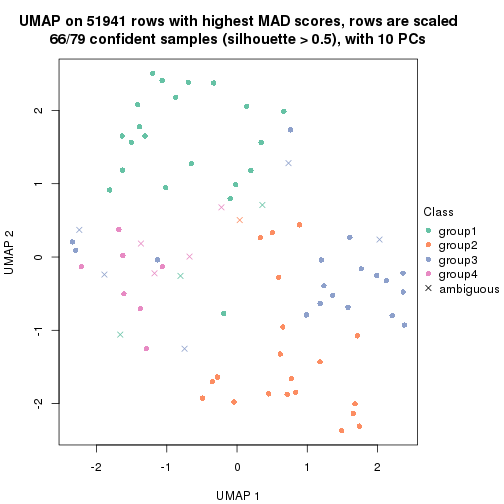 UMAP on 51941 rows with highest MAD scores, rows are scaled
66/79 confident samples (silhouette > 0.5), with 10 PCs
Class
group1
group2
group3
group4
ambiguous
UMAP 2
2
1
0
-1
-2
-2
-1
0
1
2
UMAP 1